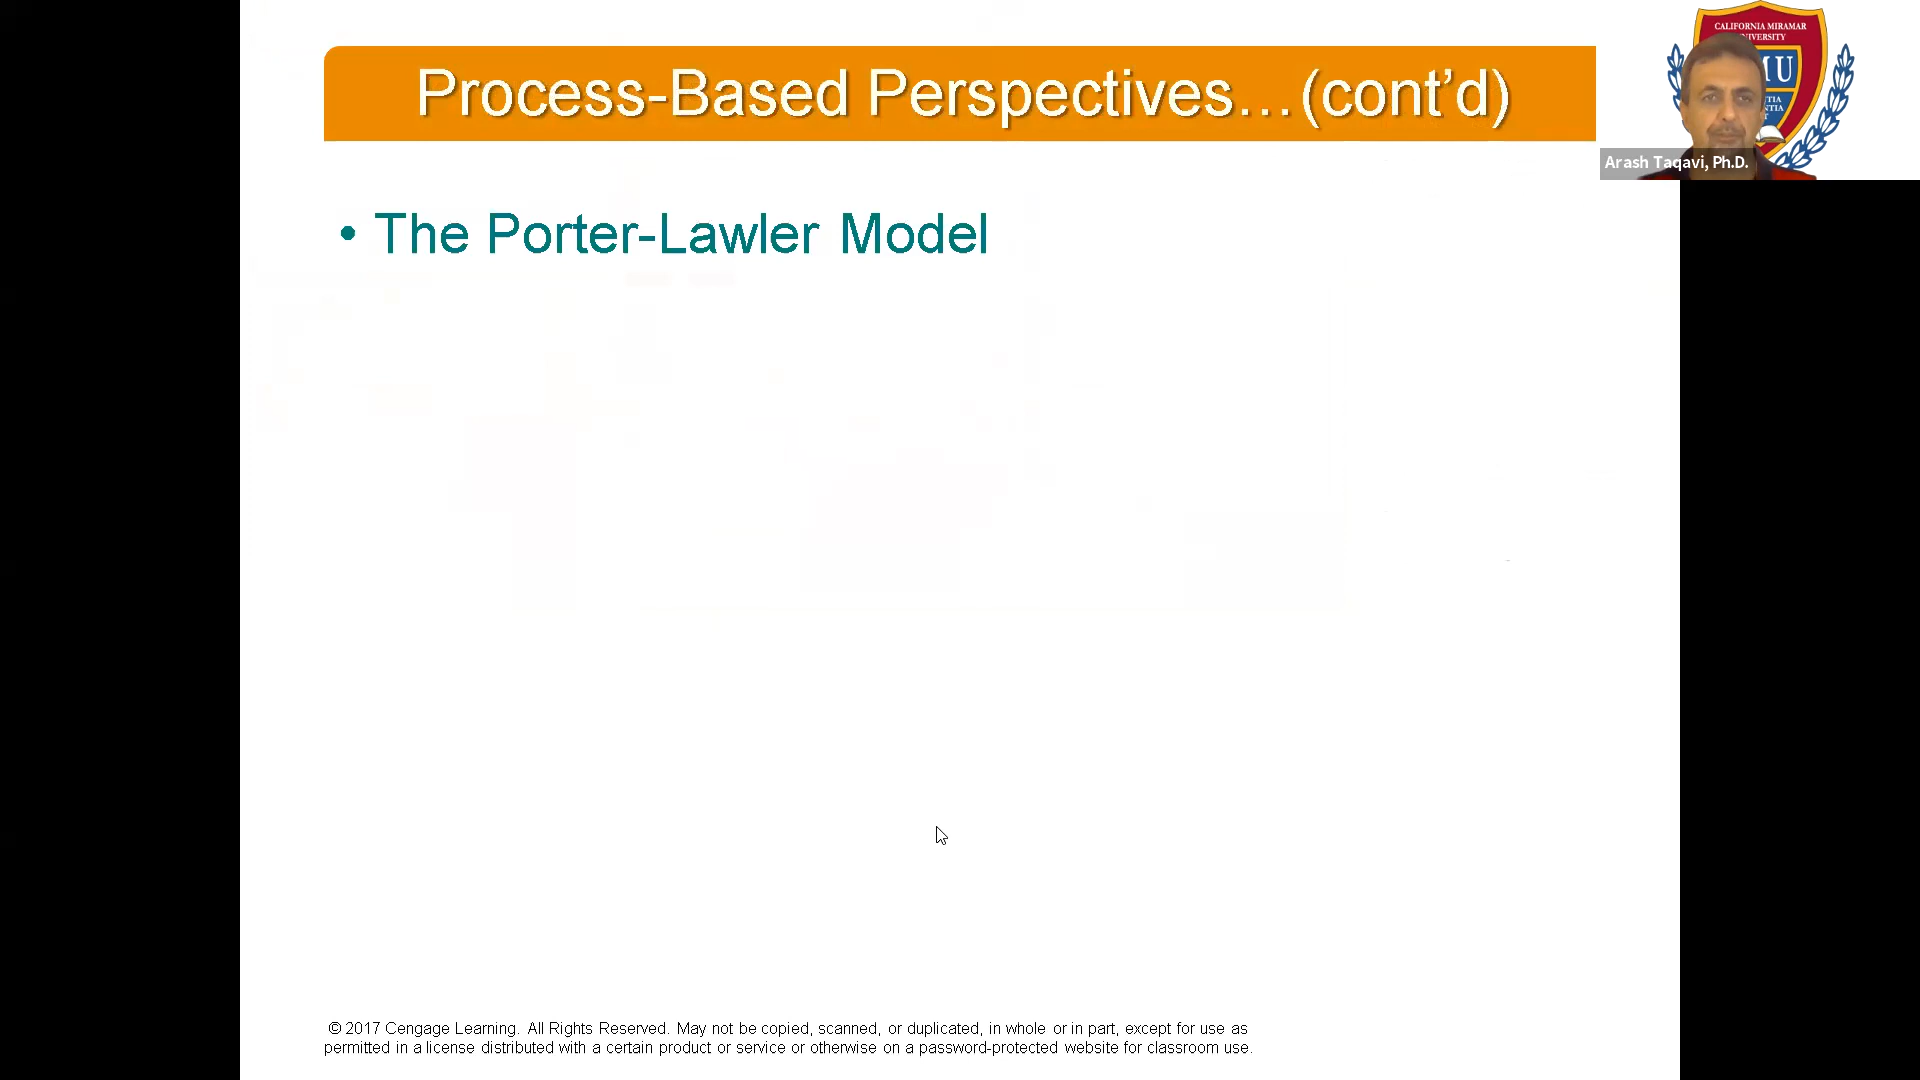 Process-Based Perspectives…(cont’d)
CALIFORNIA MIRAMAR
Arash Taqavi, Ph.D.
• The Porter-Lawler Model
© 2017 Cengage Learning. All Rights Reserved. May not be copied, scanned, or duplicated, in whole or in part, except for use as
permitted in a license distributed with a certain product or service or otherwise on a password-protected website for classroom use.